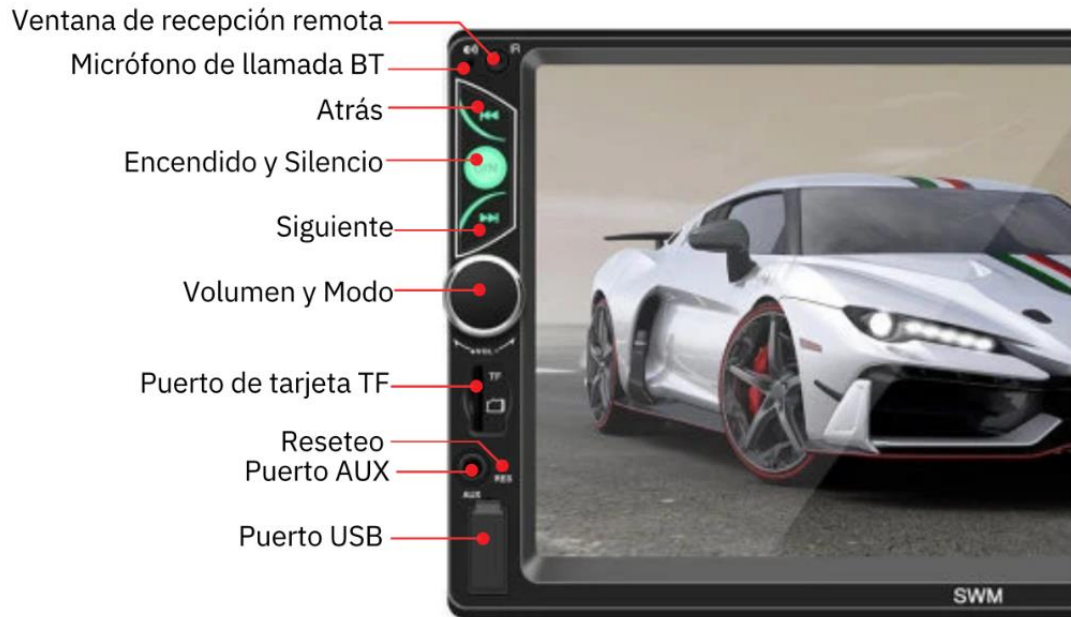 Ventana de recepción remota
IR
Micrófono de llamada BT
Atrás
Encendido y Silencio
Siguiente
Volumen y Modo
VOL
Puerto de tarjeta TF
TF
Reseteo
Puerto AUX
RES
AUX
Puerto USB
SWM